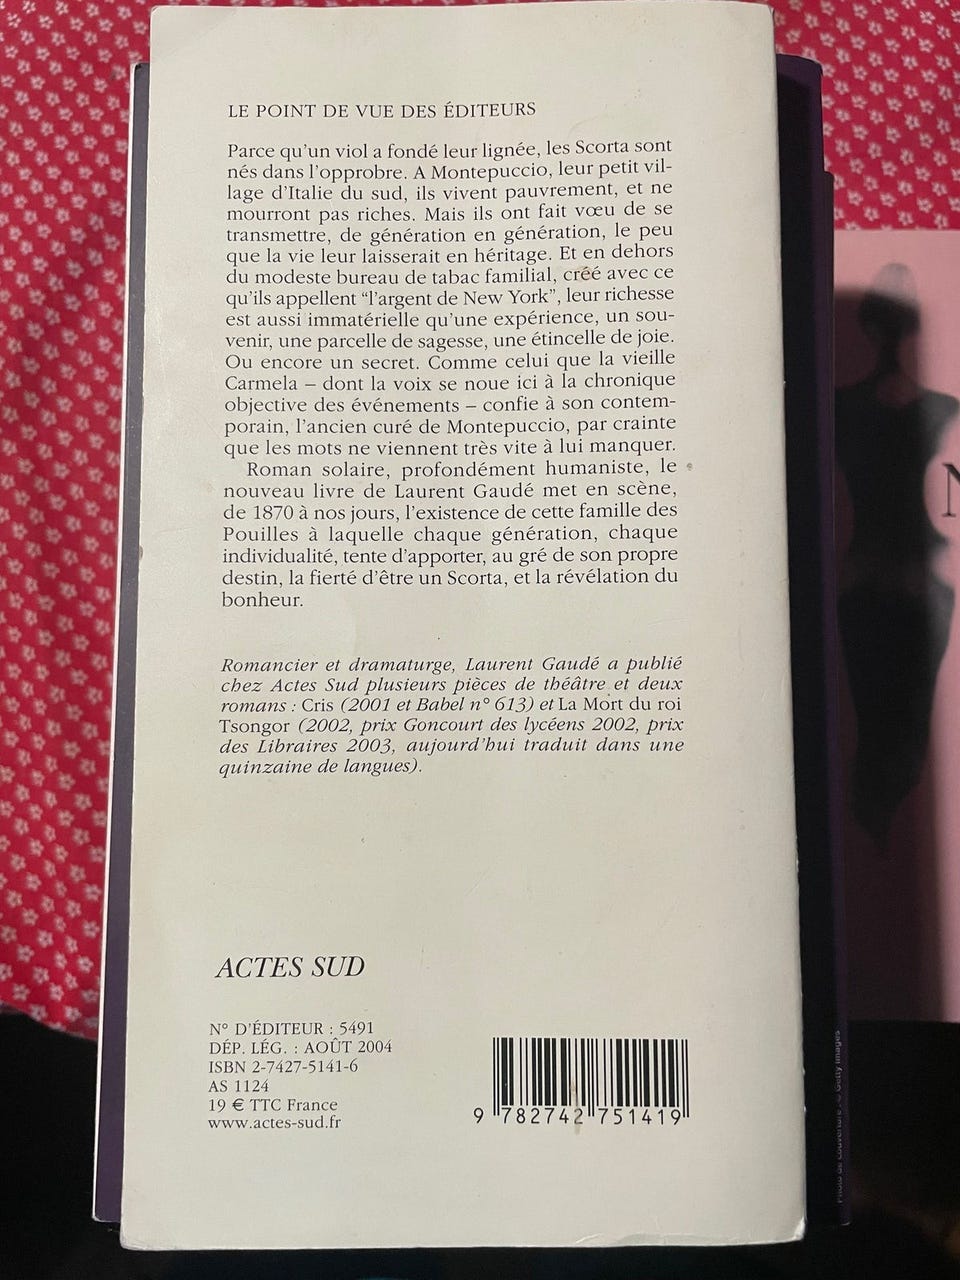 LE POINT DE VUE DES ÉDITEURS
Parce qu'un viol a fondé leur lignée, les Scorta sont
nés dans l'opprobre. A Montepuccio, leur petit vil-
lage d'Italie du sud, ils vivent pauvrement, et ne
mourront pas riches. Mais ils ont fait vœu de se
transmettre, de génération en génération, le peu
que la vie leur laisserait en héritage. Et en dehors
du modeste bureau de tabac familial, créé avec ce
qu'ils appellent "l'argent de New York", leur richesse
est aussi immatérielle qu'une expérience, un sou-
venir, une parcelle de sagesse, une étincelle de joie.
Ou encore un secret. Comme celui que la vieille
Carmela – dont la voix se noue ici à la chronique
objective des événements – confie à son contem-
porain, l'ancien curé de Montepuccio, par crainte
que les mots ne viennent très vite à lui manquer.
Roman solaire, profondément humaniste, le
nouveau livre de Laurent Gaudé met en scène,
de 1870 à nos jours, l'existence de cette famille des
Pouilles à laquelle chaque génération, chaque
individualité, tente d'apporter, au gré de son propre
destin, la fierté d'être un Scorta, et la révélation du
bonheur.
Romancier et dramaturge, Laurent Gaudé a publié
chez Actes Sud plusieurs pièces de théâtre et deux
romans : Cris (2001 et Babel n° 613) et La Mort du roi
Tsongor (2002, prix Goncourt des lycéens 2002, prix
des Libraires 2003, aujourd'hui traduit dans une
quinzaine de langues).
ACTES SUD
N° D'ÉDITEUR : 5491
DÉP. LÉG. : AOÛT 2004
ISBN 2-7427-5141-6
AS 1124
19 € TTC France
www.actes-sud.fr
9 782742 751419
Photo de couverture : © Getty Images
N